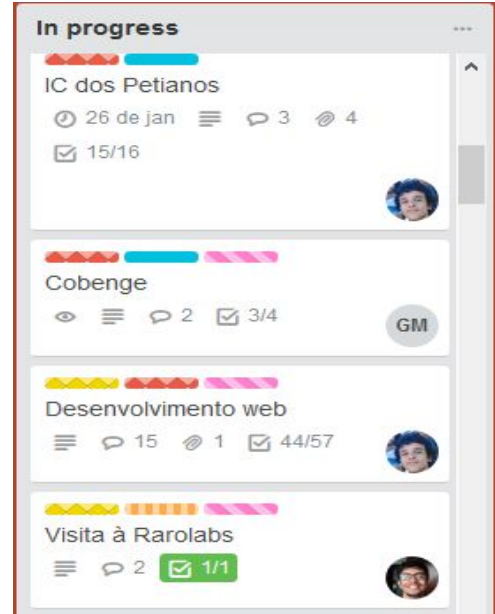 In progress
IC dos Petianos
26 de jan 3 4
15/16
Cobenge
2 3/4
GM
Desenvolvimento web
15 1 44/57
Visita à Rarolabs
2 1/1